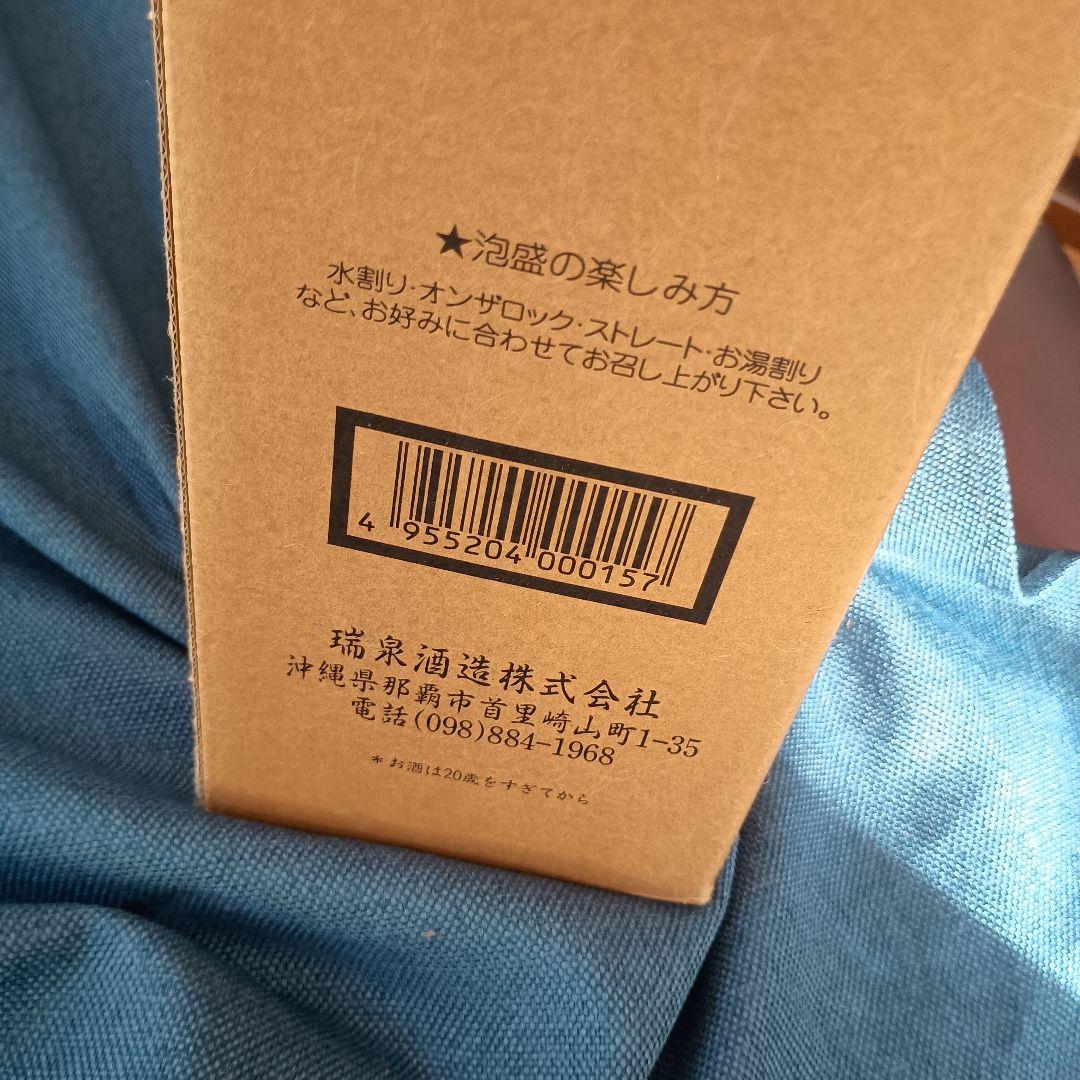 ★泡盛の楽しみ方
水割り・オンザロック・ストレート・お湯割り
など、お好みに合わせてお召し上がり下さい。
4 955204 000157
瑞泉酒造株式会社
沖縄県那覇市首里崎山町1-35
電話(098)884-1968
*お酒は20歳をすぎてから